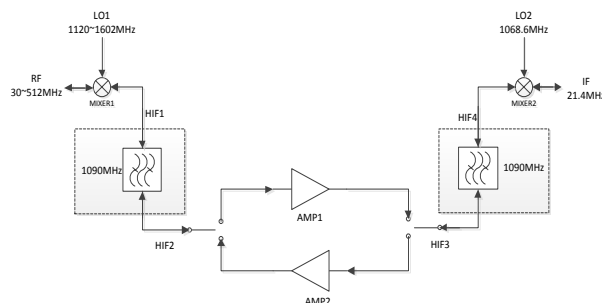 LO1
1120~1602MHz
LO2
1068.6MHz
RF
30~512MHz
MIXER1
IF
21.4MHz
MIXER2
HIF1
HIF4
1090MHz
1090MHz
AMP1
HIF2
HIF3
AMP2